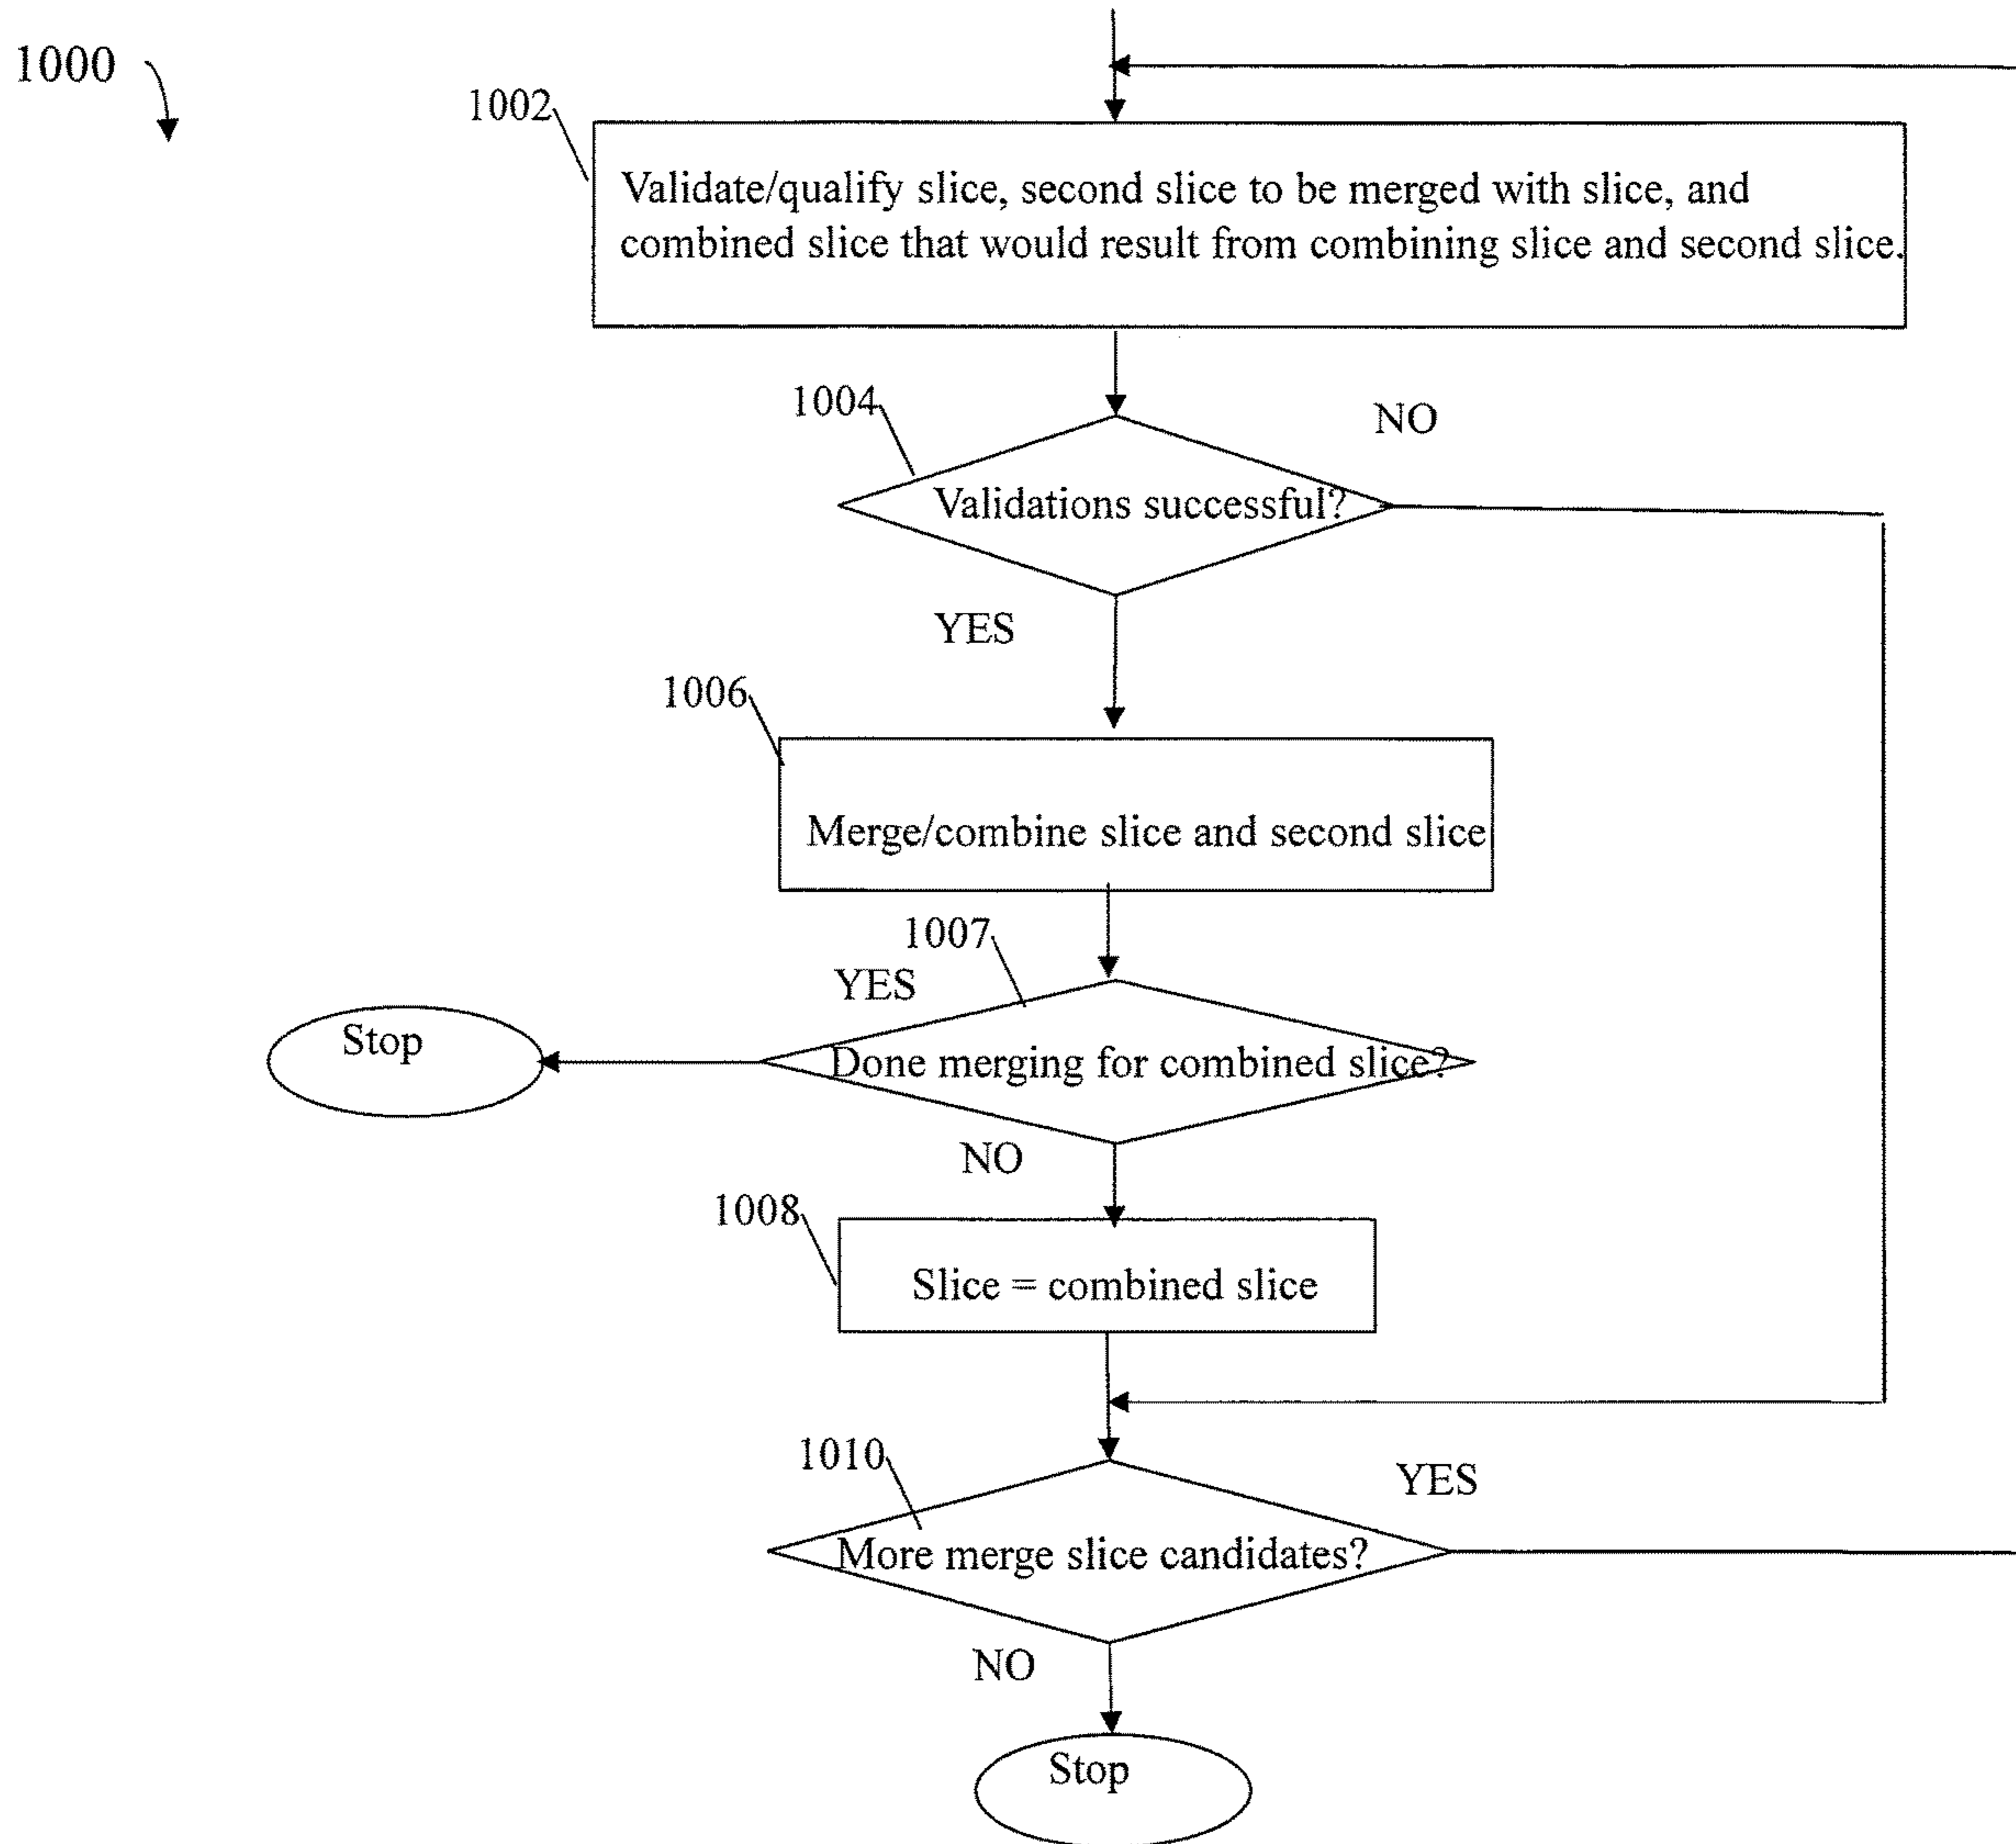 1000
1002
Validate/qualify slice, second slice to be merged with slice, and
combined slice that would result from combining slice and second slice.
1004
NO
Validations successful?
YES
1006
Merge/combine slice and second slice
1007
YES
Stop
Done merging for combined slice?
NO
1008
Slice = combined slice
1010
YES
More merge slice candidates?
NO
Stop